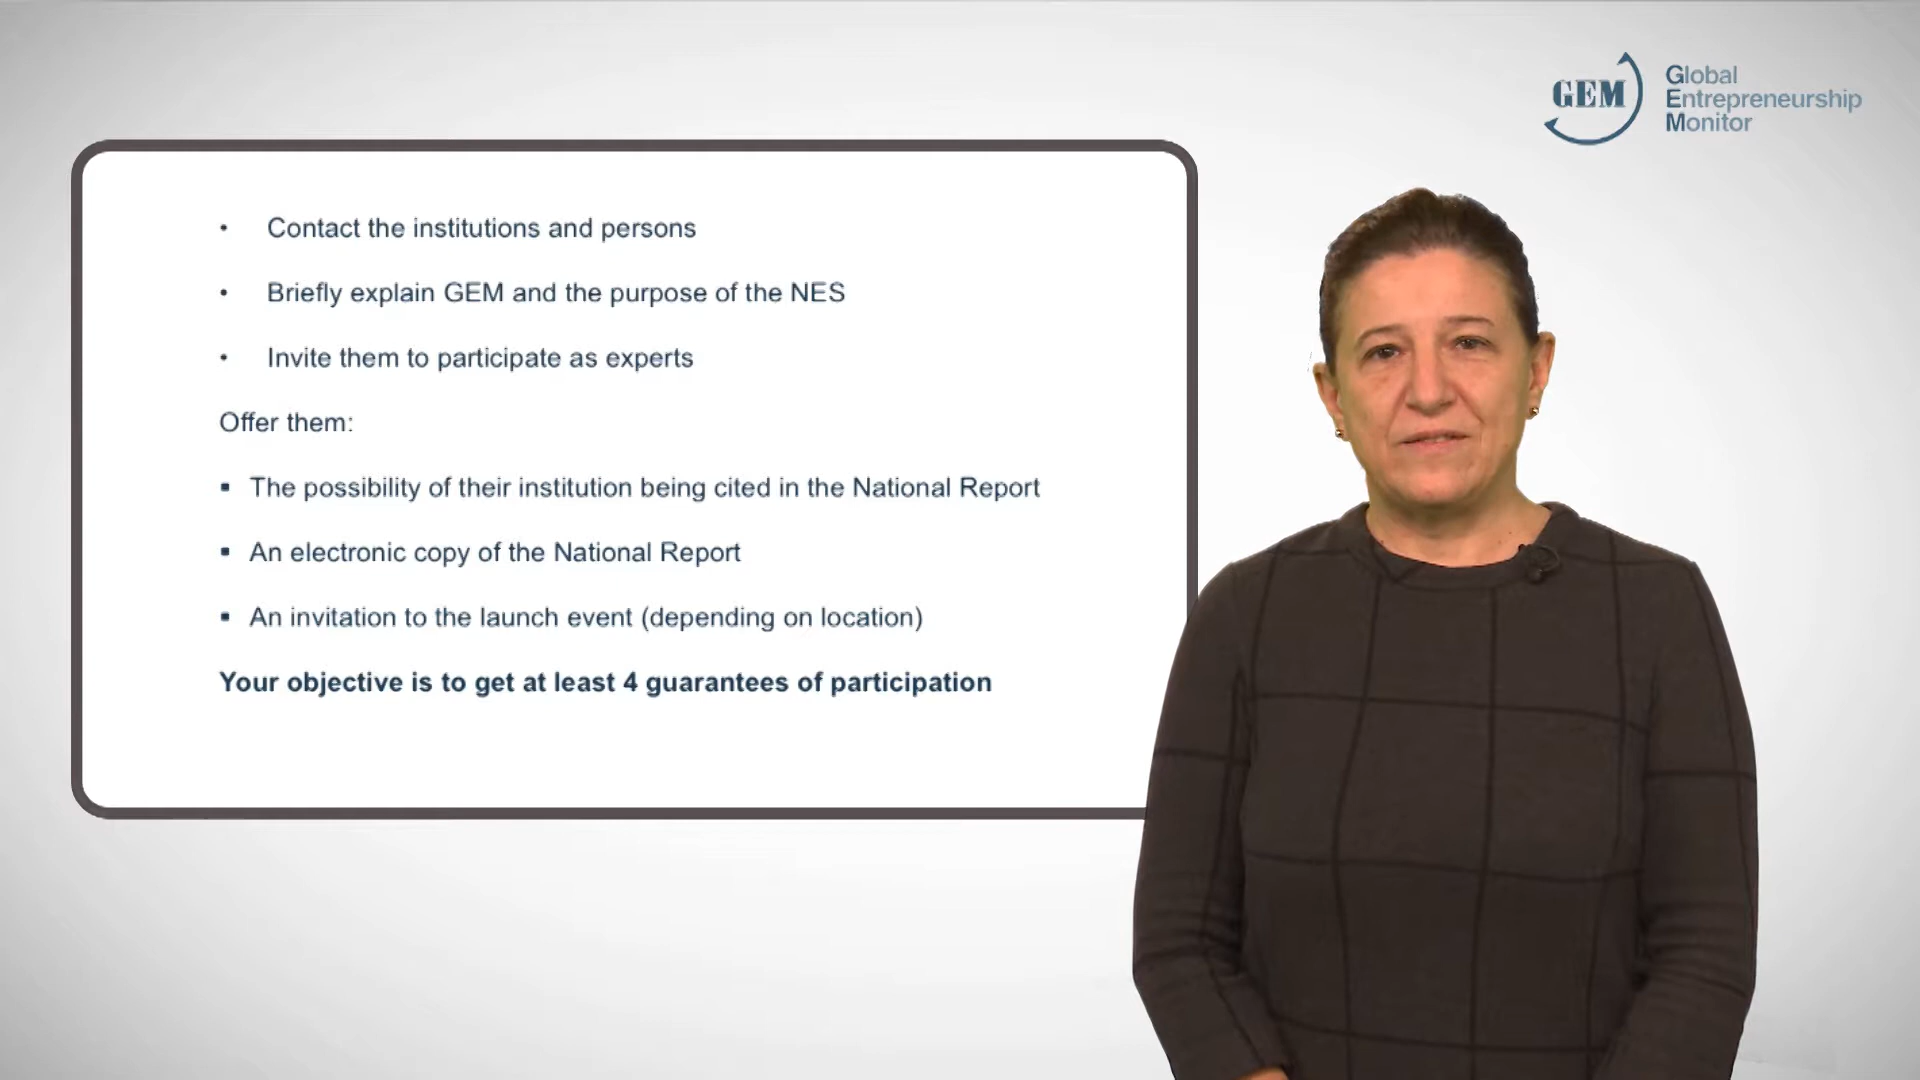 GEM
Global
Entrepreneurship
Monitor
• Contact the institutions and persons
• Briefly explain GEM and the purpose of the NES
• Invite them to participate as experts
Offer them:
▪ The possibility of their institution being cited in the National Report
▪ An electronic copy of the National Report
▪ An invitation to the launch event (depending on location)
Your objective is to get at least 4 guarantees of participation